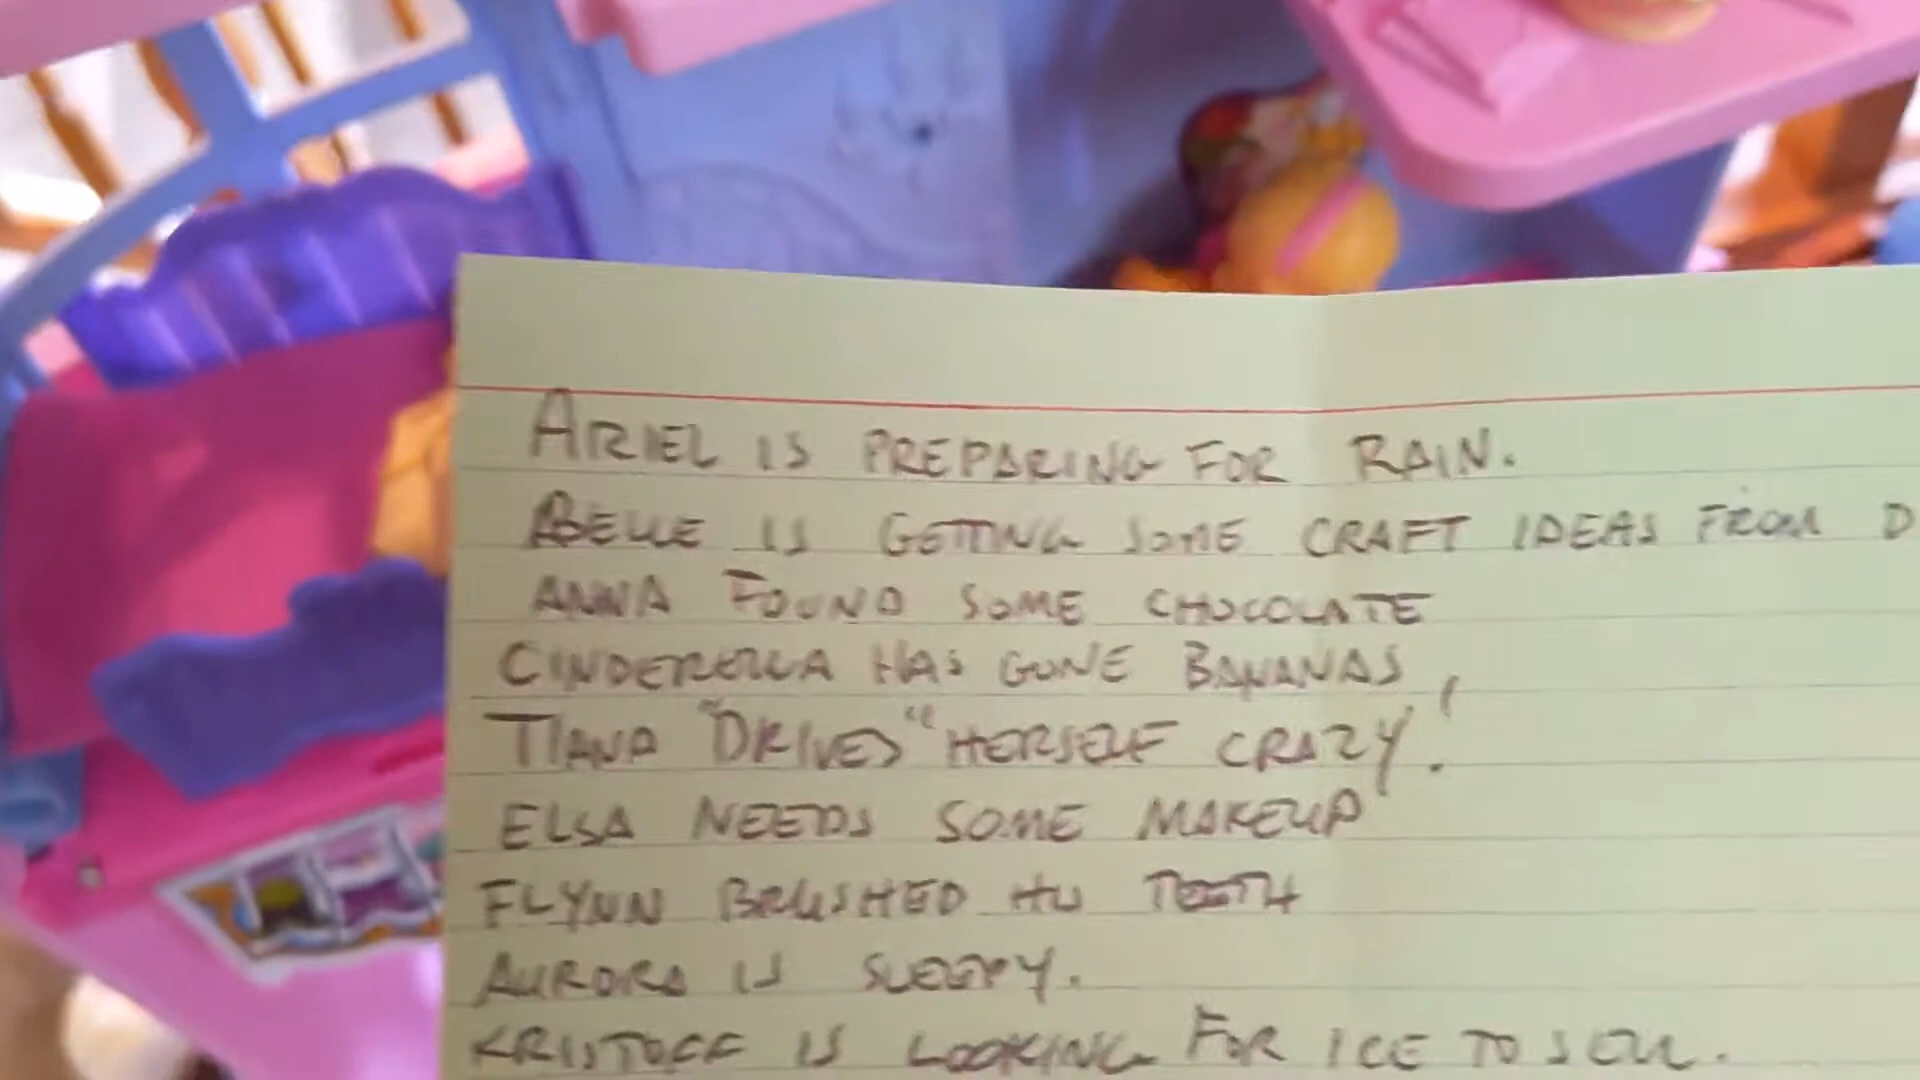 ARIEL IS PREPARING FOR RAIN.
BELLE IS GETTING SOME CRAFT IDEAS FROM D
ANNA FOUND SOME CHOCOLATE
CINDERELLA HAS GONE BANANAS
TIANA "DRIVES" HERSELF CRAZY!
ELSA NEEDS SOME MAKEUP
FLYNN BRUSHED HIS TEETH
AURORA IS SLEEPY.
KRISTOFF IS LOOKING FOR ICE TO SELL.